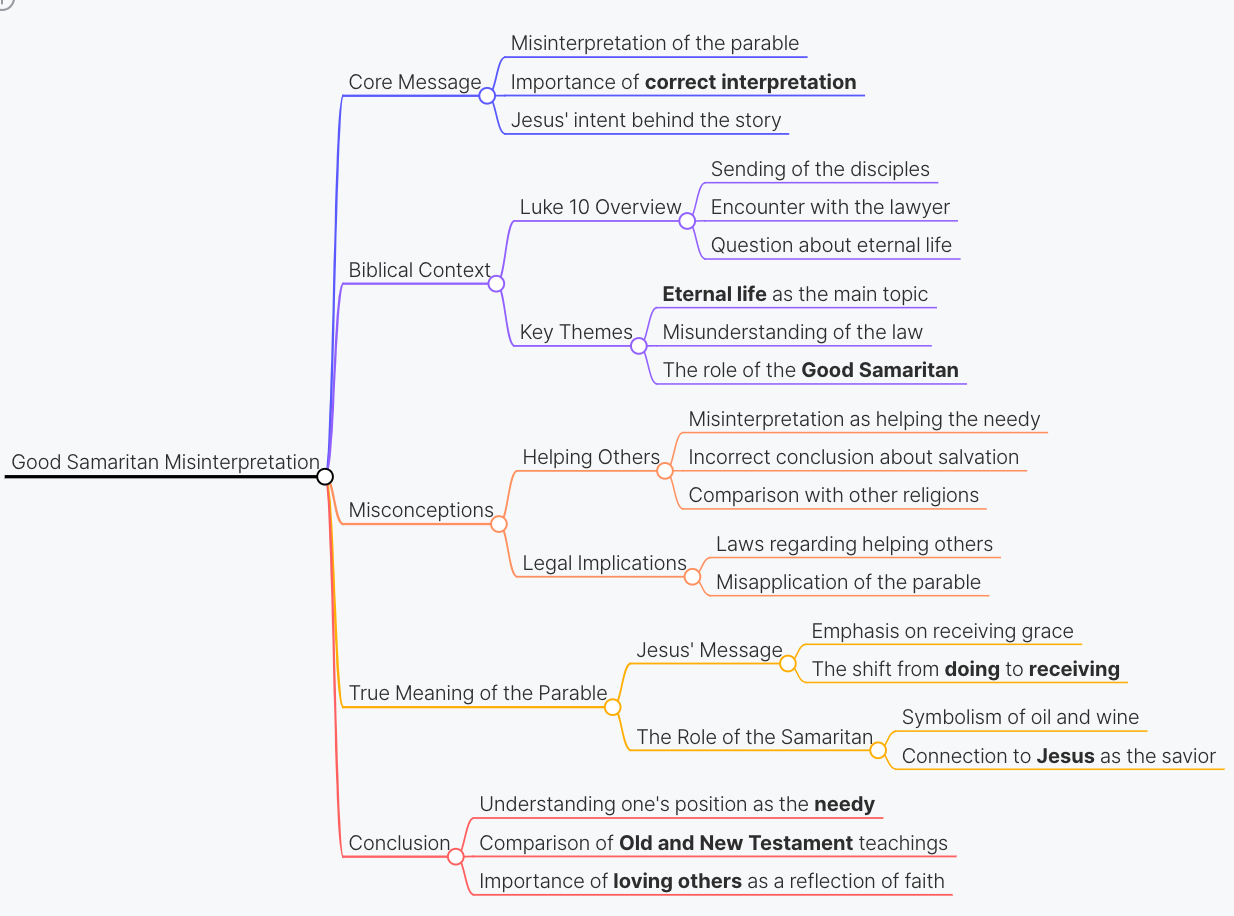 Good Samaritan Misinterpretation
Core Message
Misinterpretation of the parable
Importance of correct interpretation
Jesus' intent behind the story
Biblical Context
Luke 10 Overview
Sending of the disciples
Encounter with the lawyer
Question about eternal life
Key Themes
Eternal life as the main topic
Misunderstanding of the law
The role of the Good Samaritan
Misconceptions
Helping Others
Misinterpretation as helping the needy
Incorrect conclusion about salvation
Comparison with other religions
Legal Implications
Laws regarding helping others
Misapplication of the parable
True Meaning of the Parable
Jesus' Message
Emphasis on receiving grace
The shift from doing to receiving
The Role of the Samaritan
Symbolism of oil and wine
Connection to Jesus as the savior
Conclusion
Understanding one's position as the needy
Comparison of Old and New Testament teachings
Importance of loving others as a reflection of faith